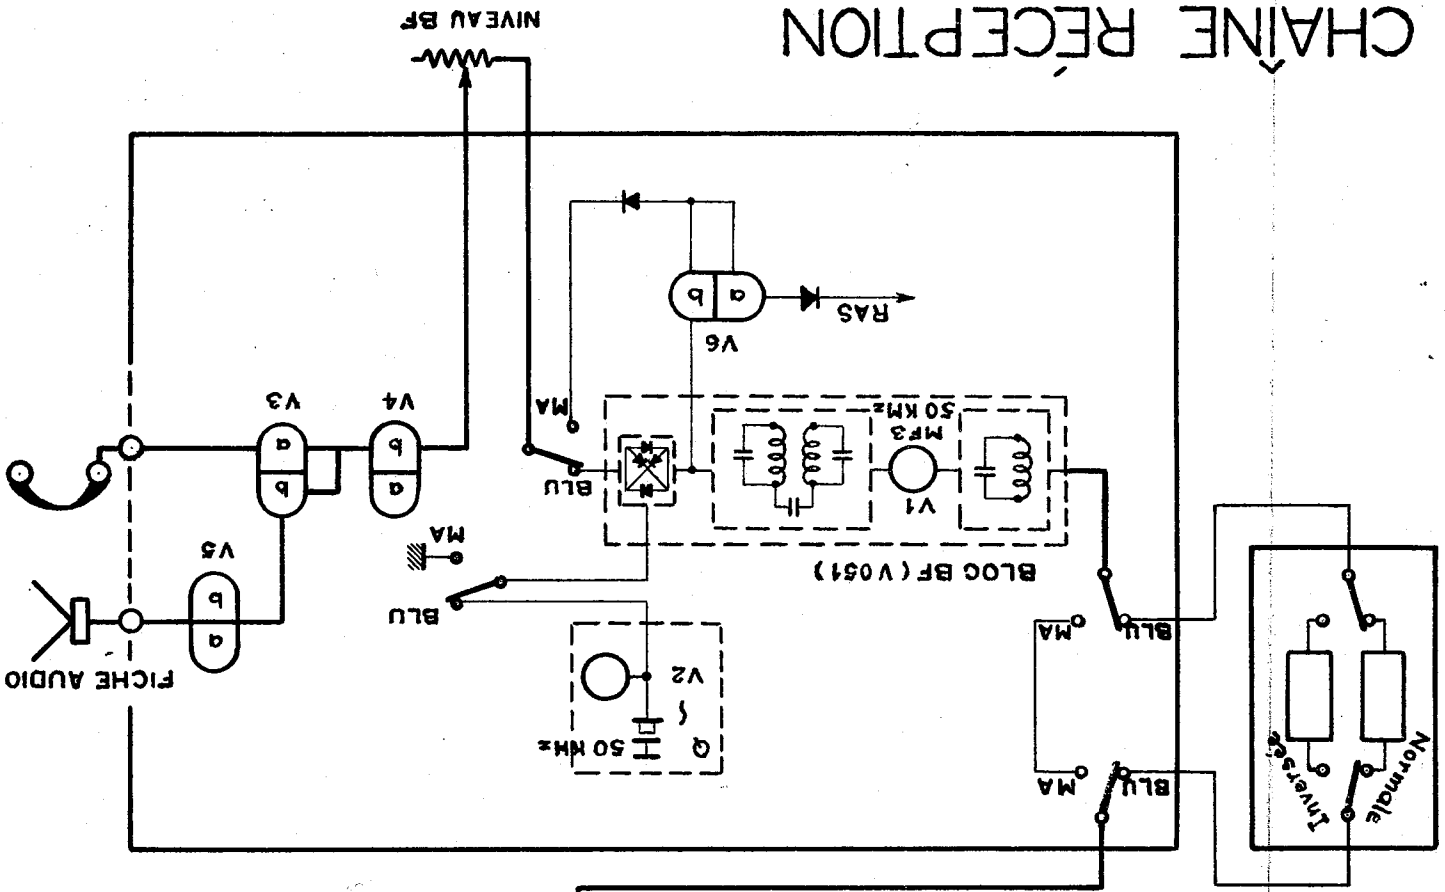 Normale
Inversée
BLU
MA
Q
50 KHz
V2
FICHE AUDIO
BLU
MA
BLU
a
b
V5
BLOC BF (V051)
MA
V1
BLU
a
b
b
a
MF3
50 KHz
MA
V4
V3
V6
RAS
a
b
CHAÎNE RÉCEPTION
NIVEAU BF